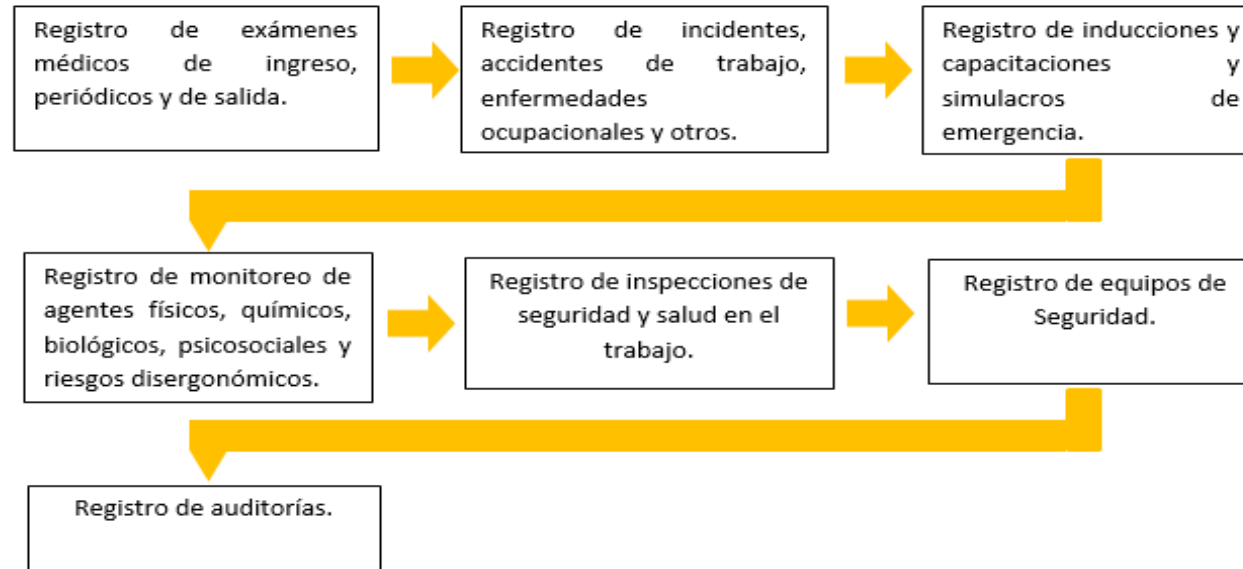 Registro de exámenes
médicos de ingreso,
periódicos y de salida.
Registro de incidentes,
accidentes de trabajo,
enfermedades
ocupacionales y otros.
Registro de inducciones y
capacitaciones y
simulacros de
emergencia.
Registro de monitoreo de
agentes físicos, químicos,
biológicos, psicosociales y
riesgos disergonómicos.
Registro de inspecciones de
seguridad y salud en el
trabajo.
Registro de equipos de
Seguridad.
Registro de auditorías.